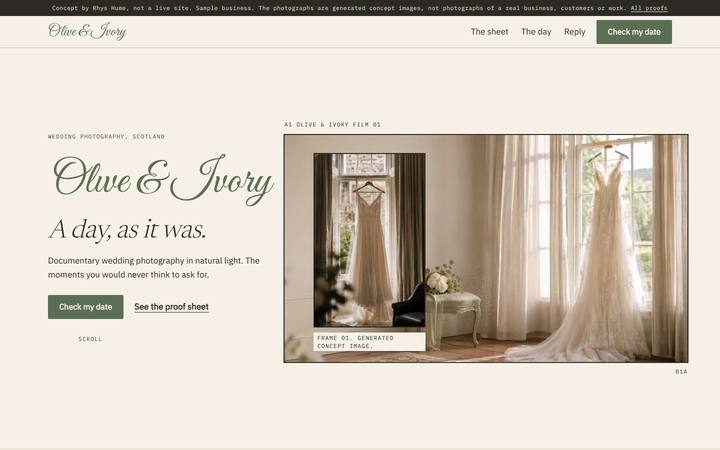 Concept by Rhys Hume, not a live site. Sample business. The photographs are generated concept images, not photographs of a real business, customers or work. All proofs
Olive & Ivory
The sheet
The day
Reply
Check my date
A1 OLIVE & IVORY FILM 01
WEDDING PHOTOGRAPHY, SCOTLAND
Olive & Ivory
A day, as it was.
Documentary wedding photography in natural light. The
moments you would never think to ask for.
Check my date
See the proof sheet
SCROLL
FRAME 01. GENERATED
CONCEPT IMAGE.
01A